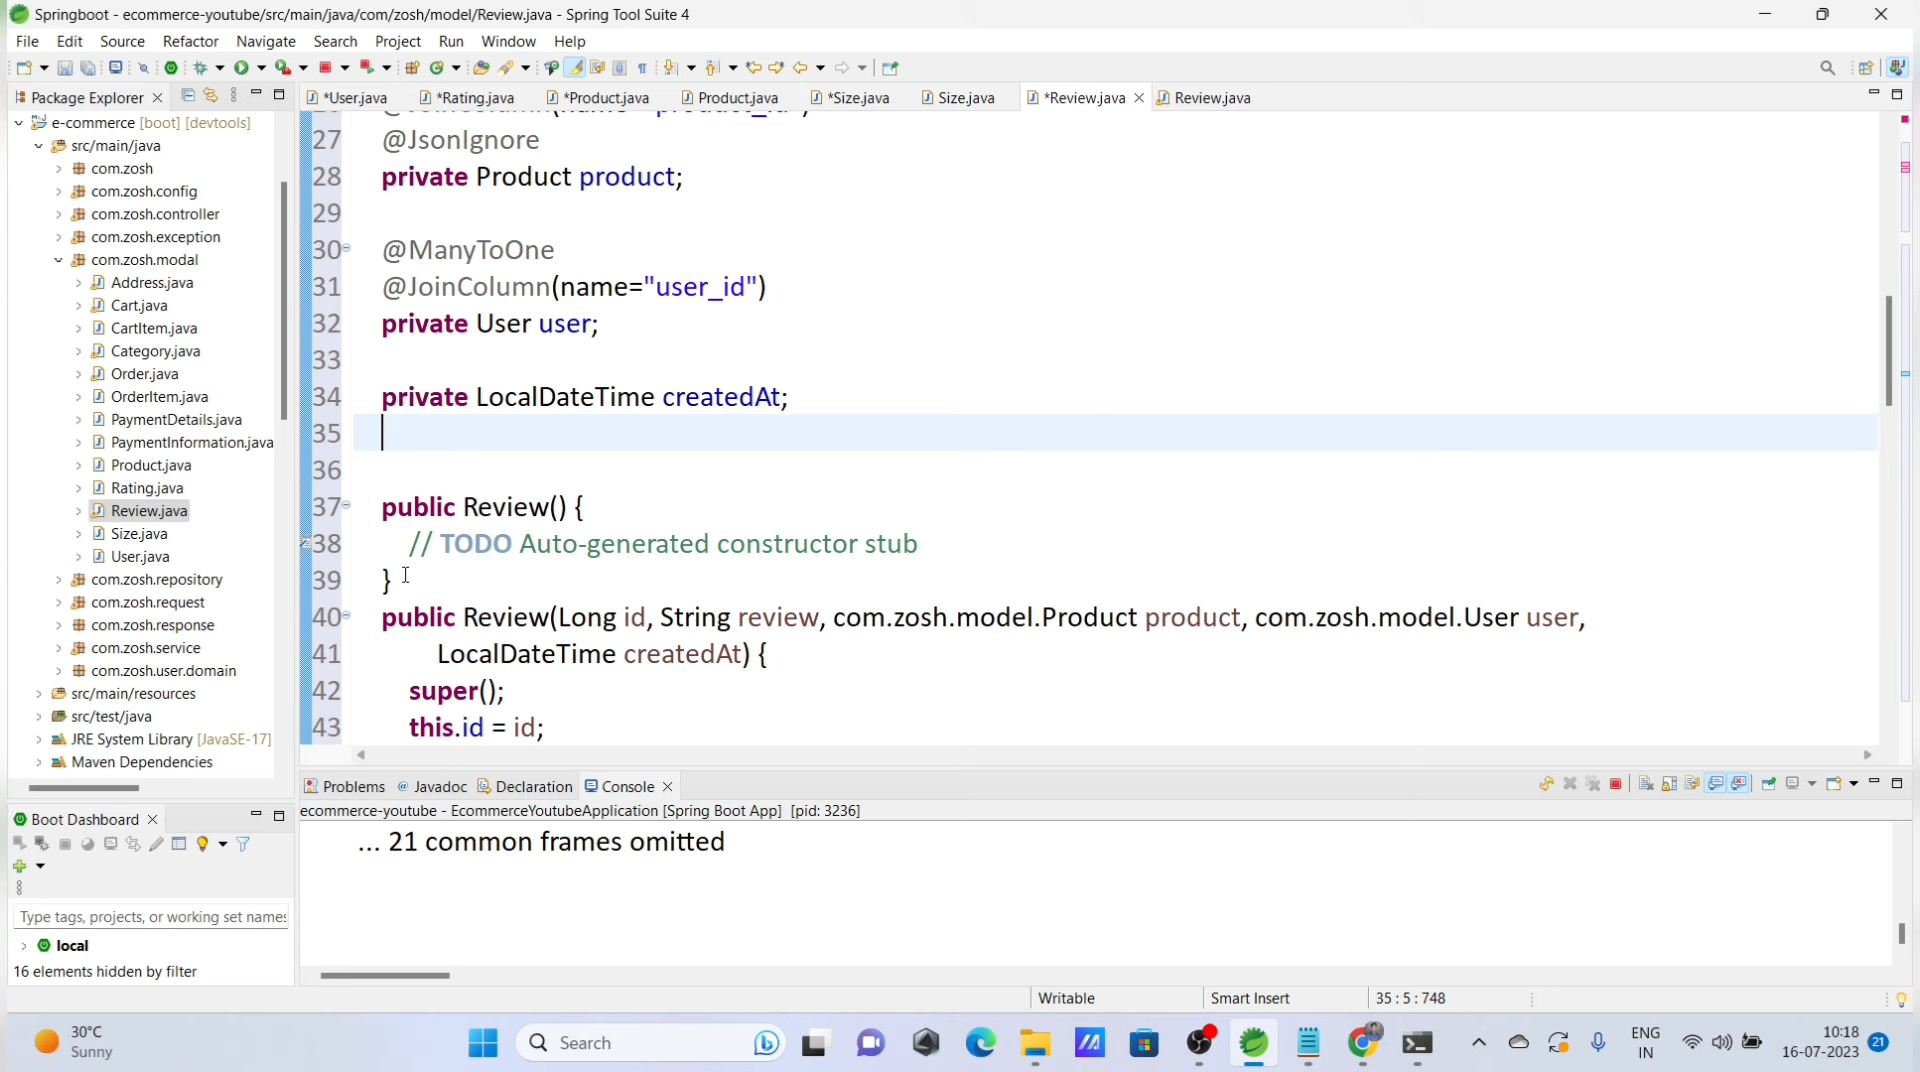 Springboot - ecommerce-youtube/src/main/java/com/zosh/model/Review.java - Spring Tool Suite 4
File Edit Source Refactor Navigate Search Project Run Window Help
Package Explorer
*User.java *Rating.java *Product.java Product.java *Size.java Size.java *Review.java Review.java
e-commerce [boot] [devtools]
src/main/java
com.zosh
com.zosh.config
com.zosh.controller
com.zosh.exception
com.zosh.modal
Address.java
Cart.java
CartItem.java
Category.java
Order.java
OrderItem.java
PaymentDetails.java
PaymentInformation.java
Product.java
Rating.java
Review.java
Size.java
User.java
com.zosh.repository
com.zosh.request
com.zosh.response
com.zosh.service
com.zosh.user.domain
src/main/resources
src/test/java
JRE System Library [JavaSE-17]
Maven Dependencies
27 @JsonIgnore
28 private Product product;
29
30 @ManyToOne
31 @JoinColumn(name="user_id")
32 private User user;
33
34 private LocalDateTime createdAt;
35
36
37 public Review() {
38 // TODO Auto-generated constructor stub
39 }
40 public Review(Long id, String review, com.zosh.model.Product product, com.zosh.model.User user,
41 LocalDateTime createdAt) {
42 super();
43 this.id = id;
Problems Javadoc Declaration Console
ecommerce-youtube - EcommerceYoutubeApplication [Spring Boot App] [pid: 3236]
... 21 common frames omitted
Boot Dashboard
Type tags, projects, or working set names
local
16 elements hidden by filter
Writable Smart Insert 35 : 5 : 748
30°C
Sunny
Search
ENG
IN
10:18
16-07-2023
21